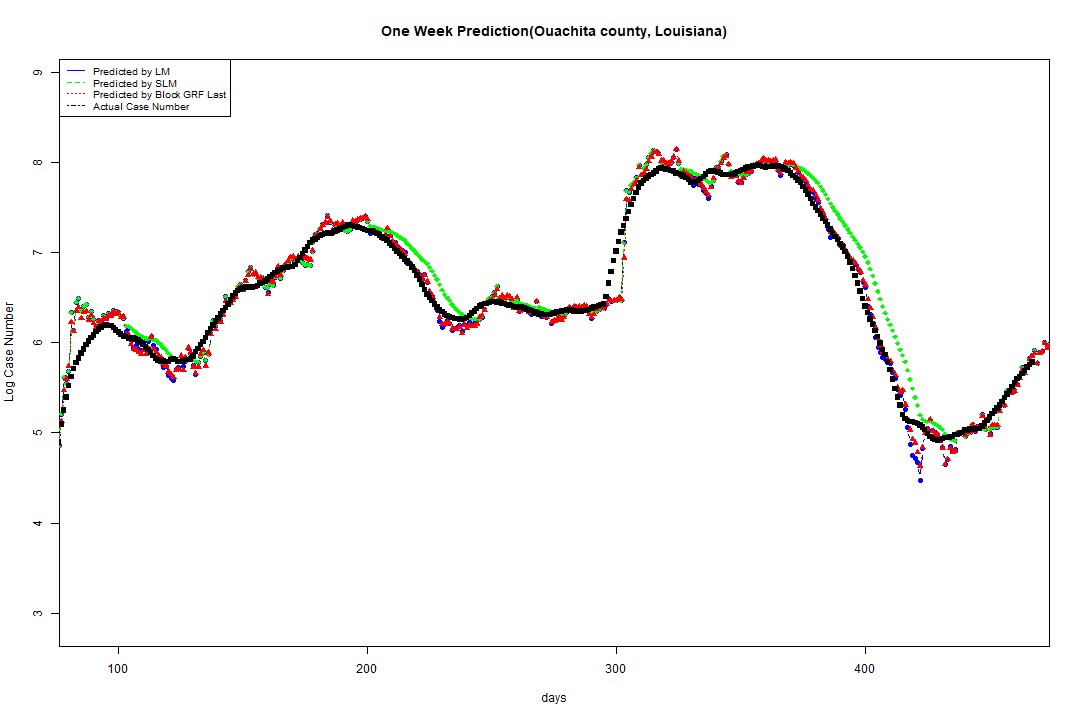 One Week Prediction(Ouachita county, Louisiana)
Predicted by LM
Predicted by SLM
Predicted by Block GRF Last
Actual Case Number
9
8
7
6
5
4
3
Log Case Number
100 200 300 400
days